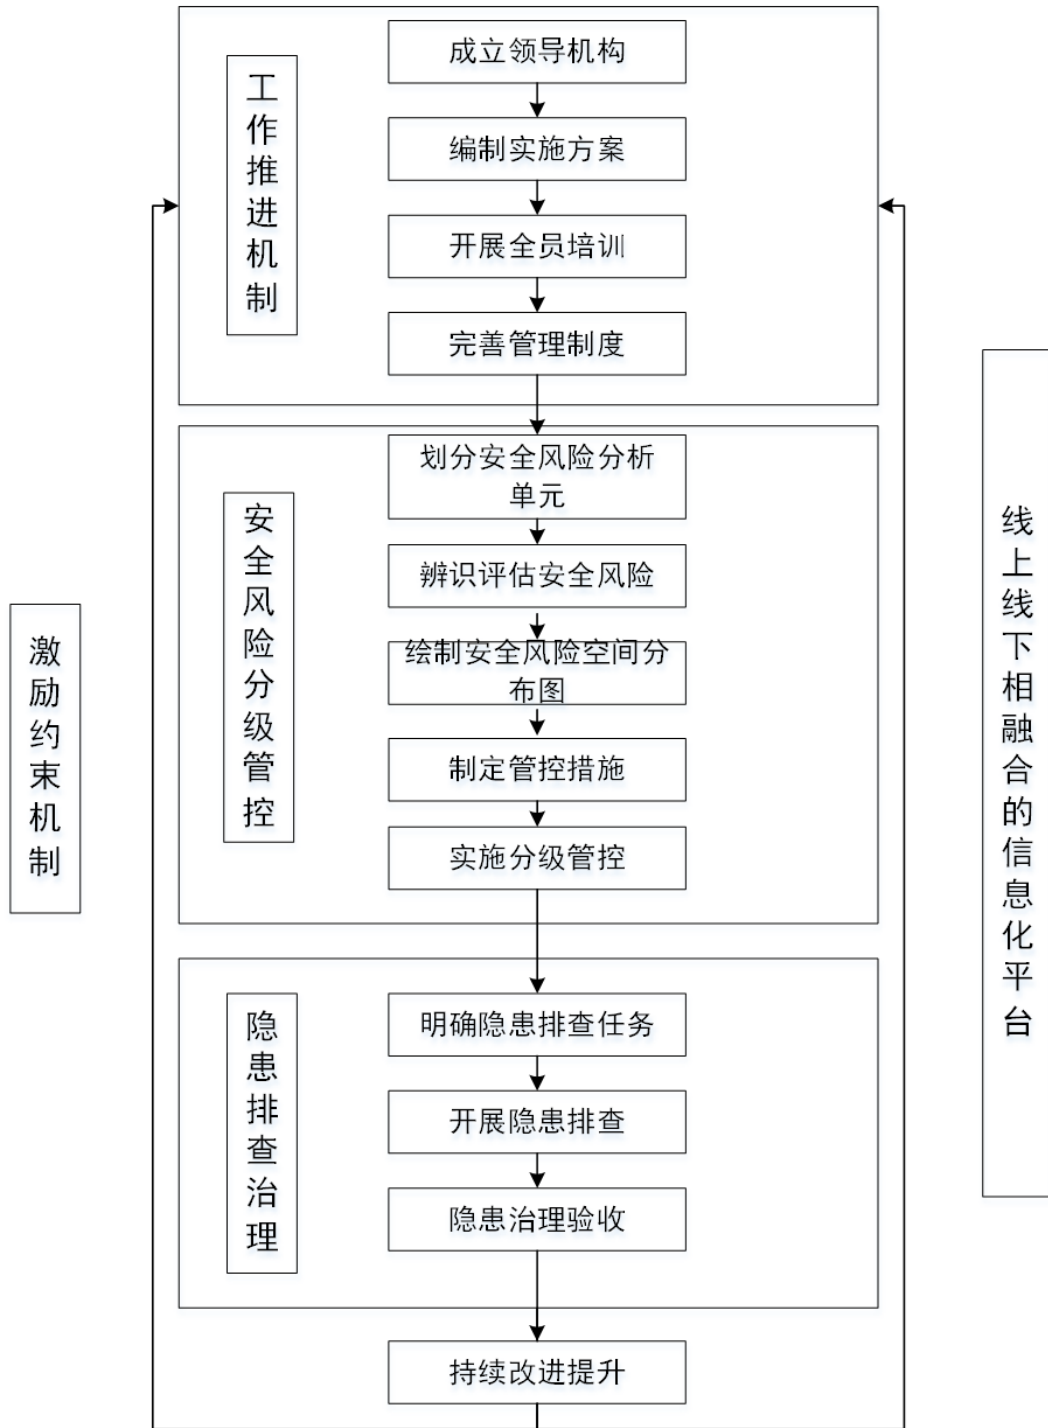 工作推进机制
成立领导机构
编制实施方案
开展全员培训
完善管理制度
安全风险分级管控
划分安全风险分析
单元
辨识评估安全风险
绘制安全风险空间分
布图
制定管控措施
实施分级管控
隐患排查治理
明确隐患排查任务
开展隐患排查
隐患治理验收
持续改进提升
激励约束机制
线上线下相融合的信息化平台